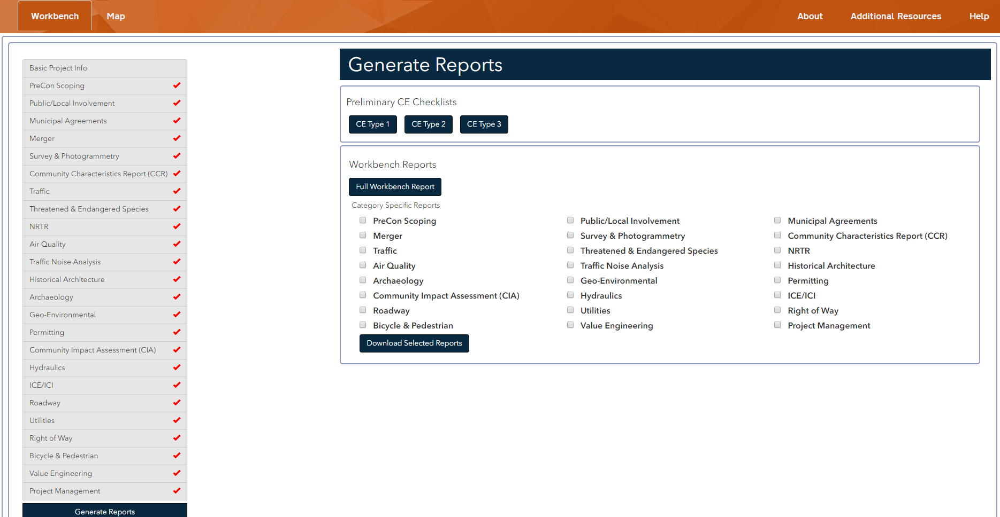 Workbench
Map
About
Additional Resources
Help
Basic Project Info
PreCon Scoping
Public/Local Involvement
Municipal Agreements
Merger
Survey & Photogrammetry
Community Characteristics Report (CCR)
Traffic
Threatened & Endangered Species
NRTR
Air Quality
Traffic Noise Analysis
Historical Architecture
Archaeology
Geo-Environmental
Permitting
Community Impact Assessment (CIA)
Hydraulics
ICE/ICI
Roadway
Utilities
Right of Way
Bicycle & Pedestrian
Value Engineering
Project Management
Generate Reports
Generate Reports
Preliminary CE Checklists
CE Type 1
CE Type 2
CE Type 3
Workbench Reports
Full Workbench Report
Category Specific Reports
PreCon Scoping
Public/Local Involvement
Municipal Agreements
Merger
Survey & Photogrammetry
Community Characteristics Report (CCR)
Traffic
Threatened & Endangered Species
NRTR
Air Quality
Traffic Noise Analysis
Historical Architecture
Archaeology
Geo-Environmental
Permitting
Community Impact Assessment (CIA)
Hydraulics
ICE/ICI
Roadway
Utilities
Right of Way
Bicycle & Pedestrian
Value Engineering
Project Management
Download Selected Reports